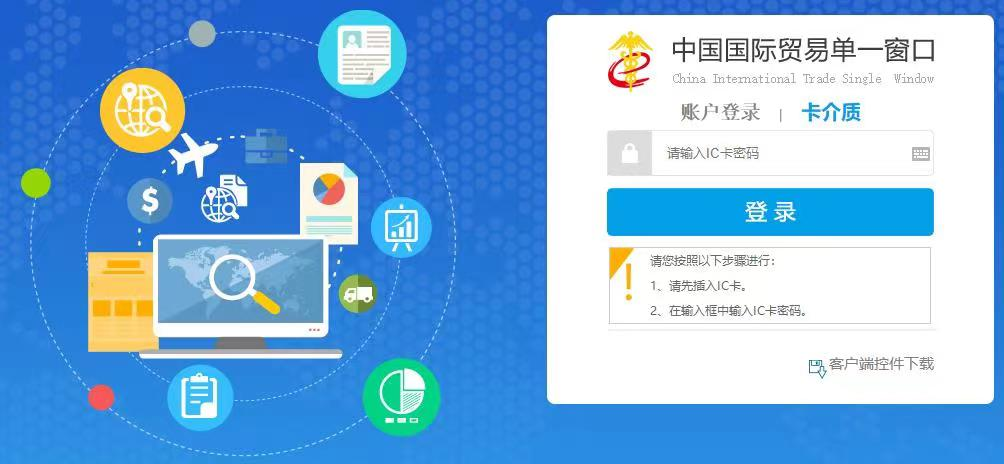 中国国际贸易单一窗口
China International Trade Single Window
账户登录 | 卡介质
请输入IC卡密码
登录
请您按照以下步骤进行：
1、请先插入IC卡。
2、在输入框中输入IC卡密码。
客户端控件下载